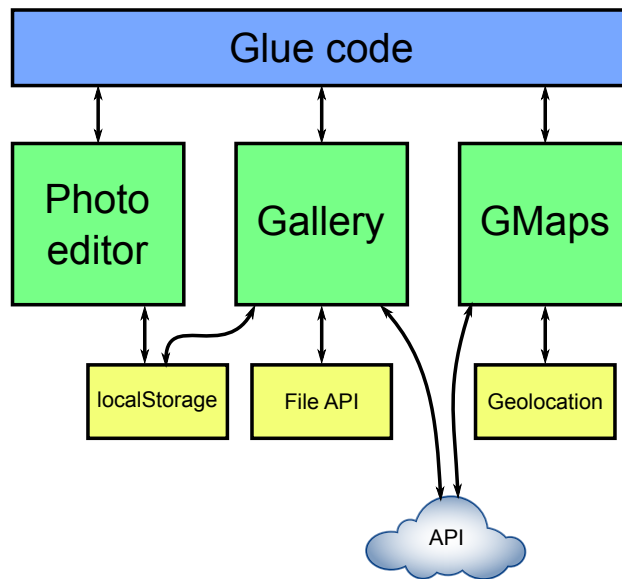 Glue code
Photo
editor
Gallery
GMaps
localStorage
File API
Geolocation
API